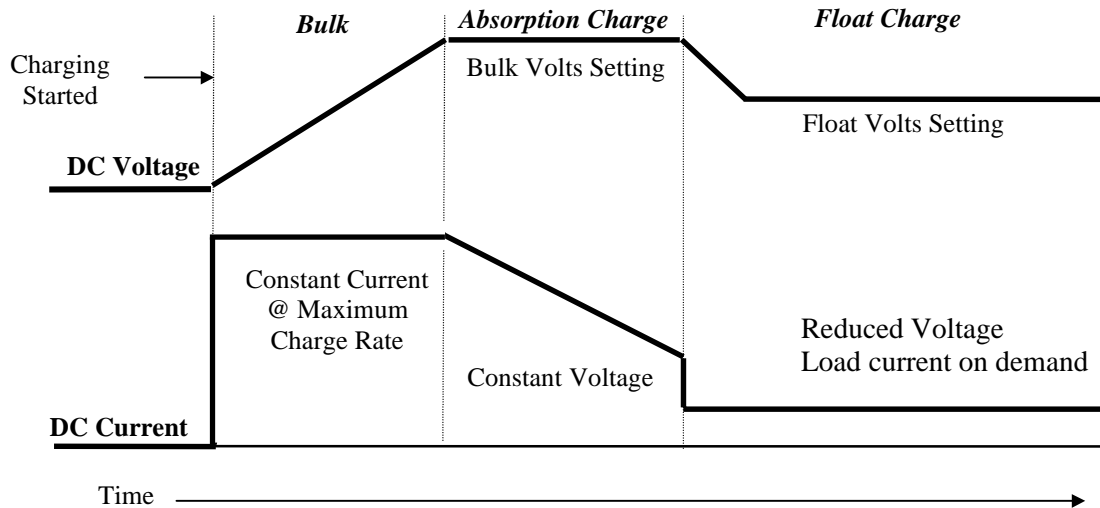 Bulk
Absorption Charge
Float Charge
Charging
Started
Bulk Volts Setting
Float Volts Setting
DC Voltage
Constant Current
@ Maximum
Charge Rate
Constant Voltage
Reduced Voltage
Load current on demand
DC Current
Time